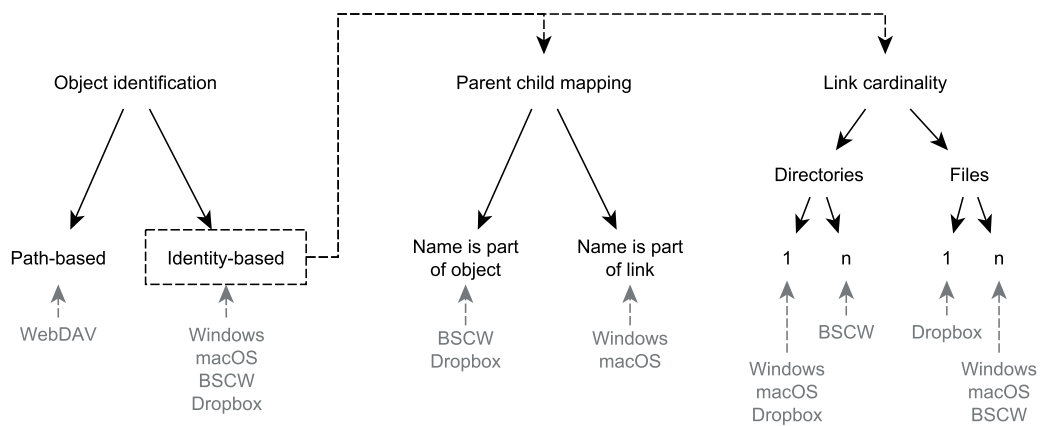 Object identification
Parent child mapping
Link cardinality
Directories
Files
Path-based
Identity-based
Name is part
of object
Name is part
of link
1
n
1
n
WebDAV
Windows
macOS
BSCW
Dropbox
BSCW
Dropbox
Windows
macOS
Windows
macOS
Dropbox
BSCW
Dropbox
Windows
macOS
BSCW